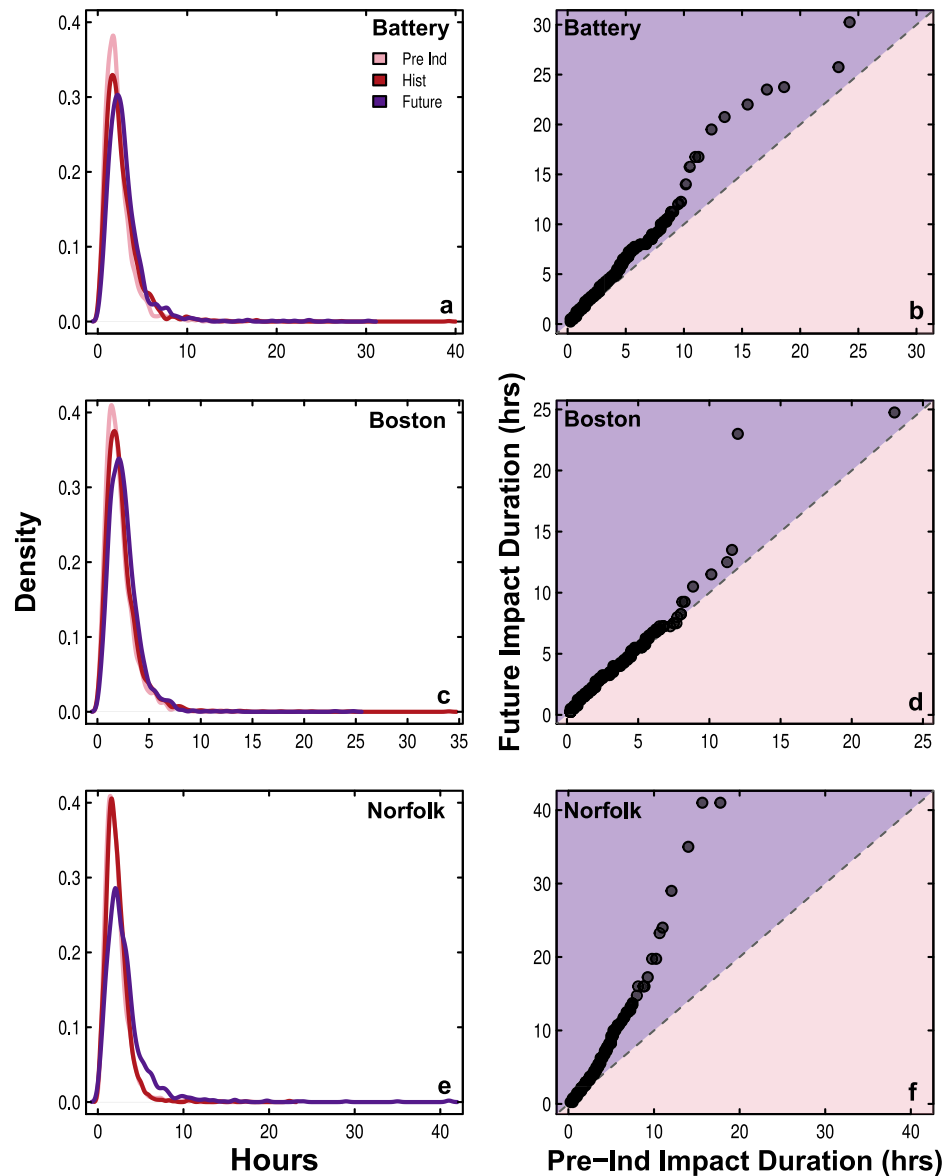 Battery
Pre Ind
Hist
Future
0.4
0.3
0.2
0.1
0.0
a
0 10 20 30 40
Battery
30
25
20
15
10
5
0
b
0 5 10 15 20 25 30
Boston
0.4
0.3
0.2
0.1
0.0
c
0 5 10 15 20 25 30 35
Density
Boston
25
20
15
10
5
0
d
0 5 10 15 20 25
Future Impact Duration (hrs)
Norfolk
0.4
0.3
0.2
0.1
0.0
e
0 10 20 30 40
Hours
Norfolk
40
30
20
10
0
f
0 10 20 30 40
Pre−Ind Impact Duration (hrs)